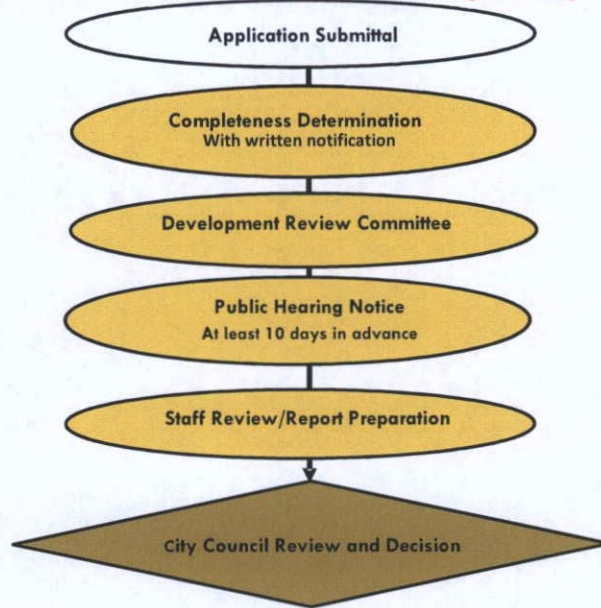 Application Submittal
Completeness Determination
With written notification
Development Review Committee
Public Hearing Notice
At least 10 days in advance
Staff Review/Report Preparation
City Council Review and Decision